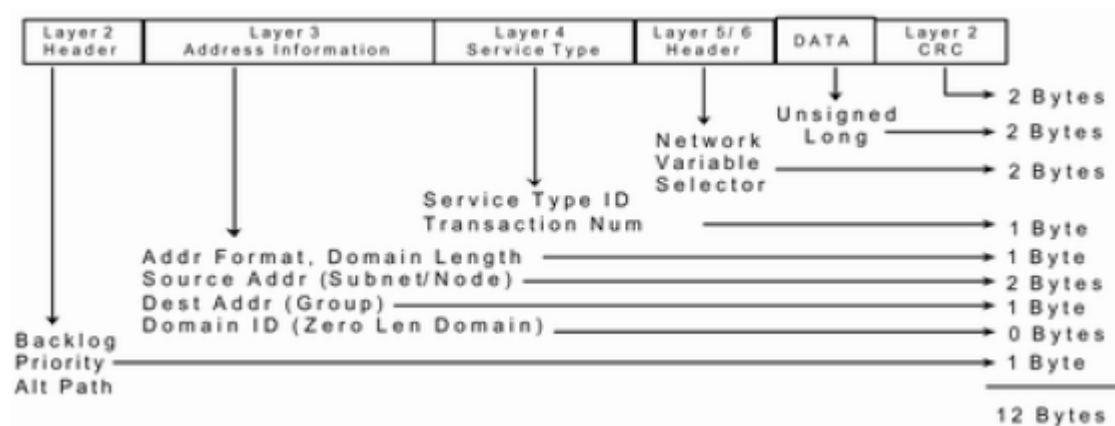 Layer 2 Header
Layer 3 Address Information
Layer 4 Service Type
Layer 5/6 Header
DATA
Layer 2 CRC
2 Bytes
Unsigned Long
2 Bytes
Network Variable Selector
2 Bytes
Service Type ID
Transaction Num
1 Byte
Addr Format, Domain Length
1 Byte
Source Addr (Subnet/Node)
2 Bytes
Dest Addr (Group)
1 Byte
Domain ID (Zero Len Domain)
0 Bytes
Backlog
Priority
1 Byte
Alt Path
12 Bytes